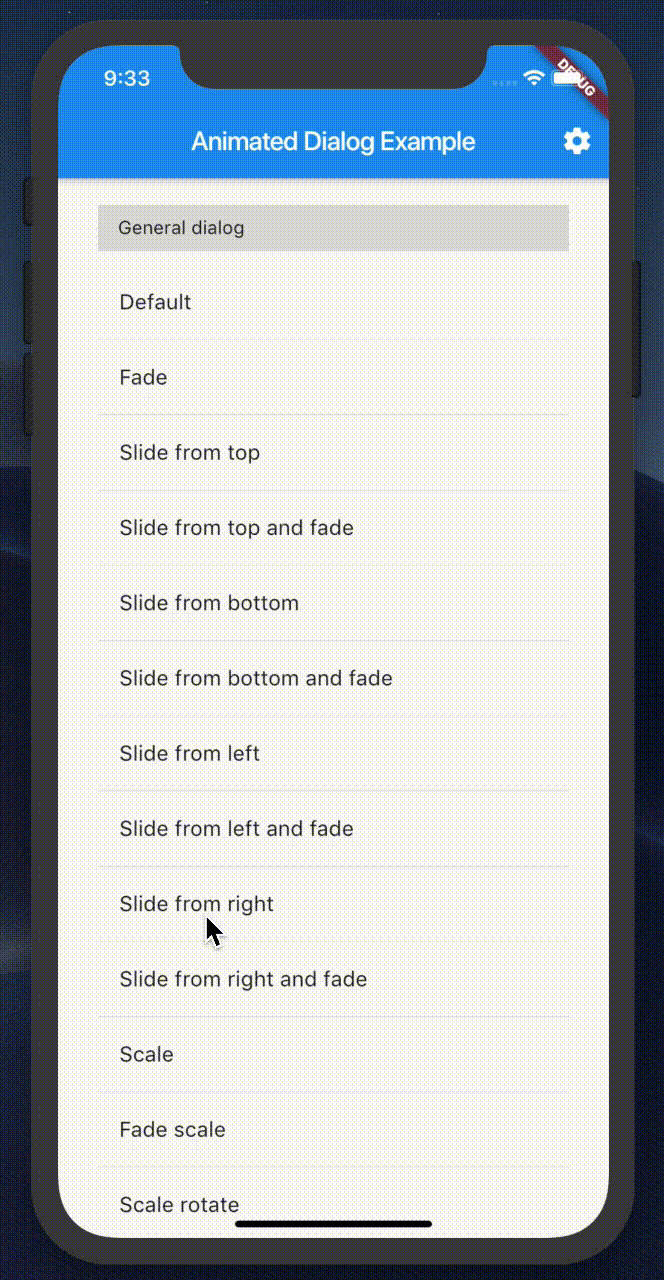 9:33
DEBUG
Animated Dialog Example
General dialog
Default
Fade
Slide from top
Slide from top and fade
Slide from bottom
Slide from bottom and fade
Slide from left
Slide from left and fade
Slide from right
Slide from right and fade
Scale
Fade scale
Scale rotate